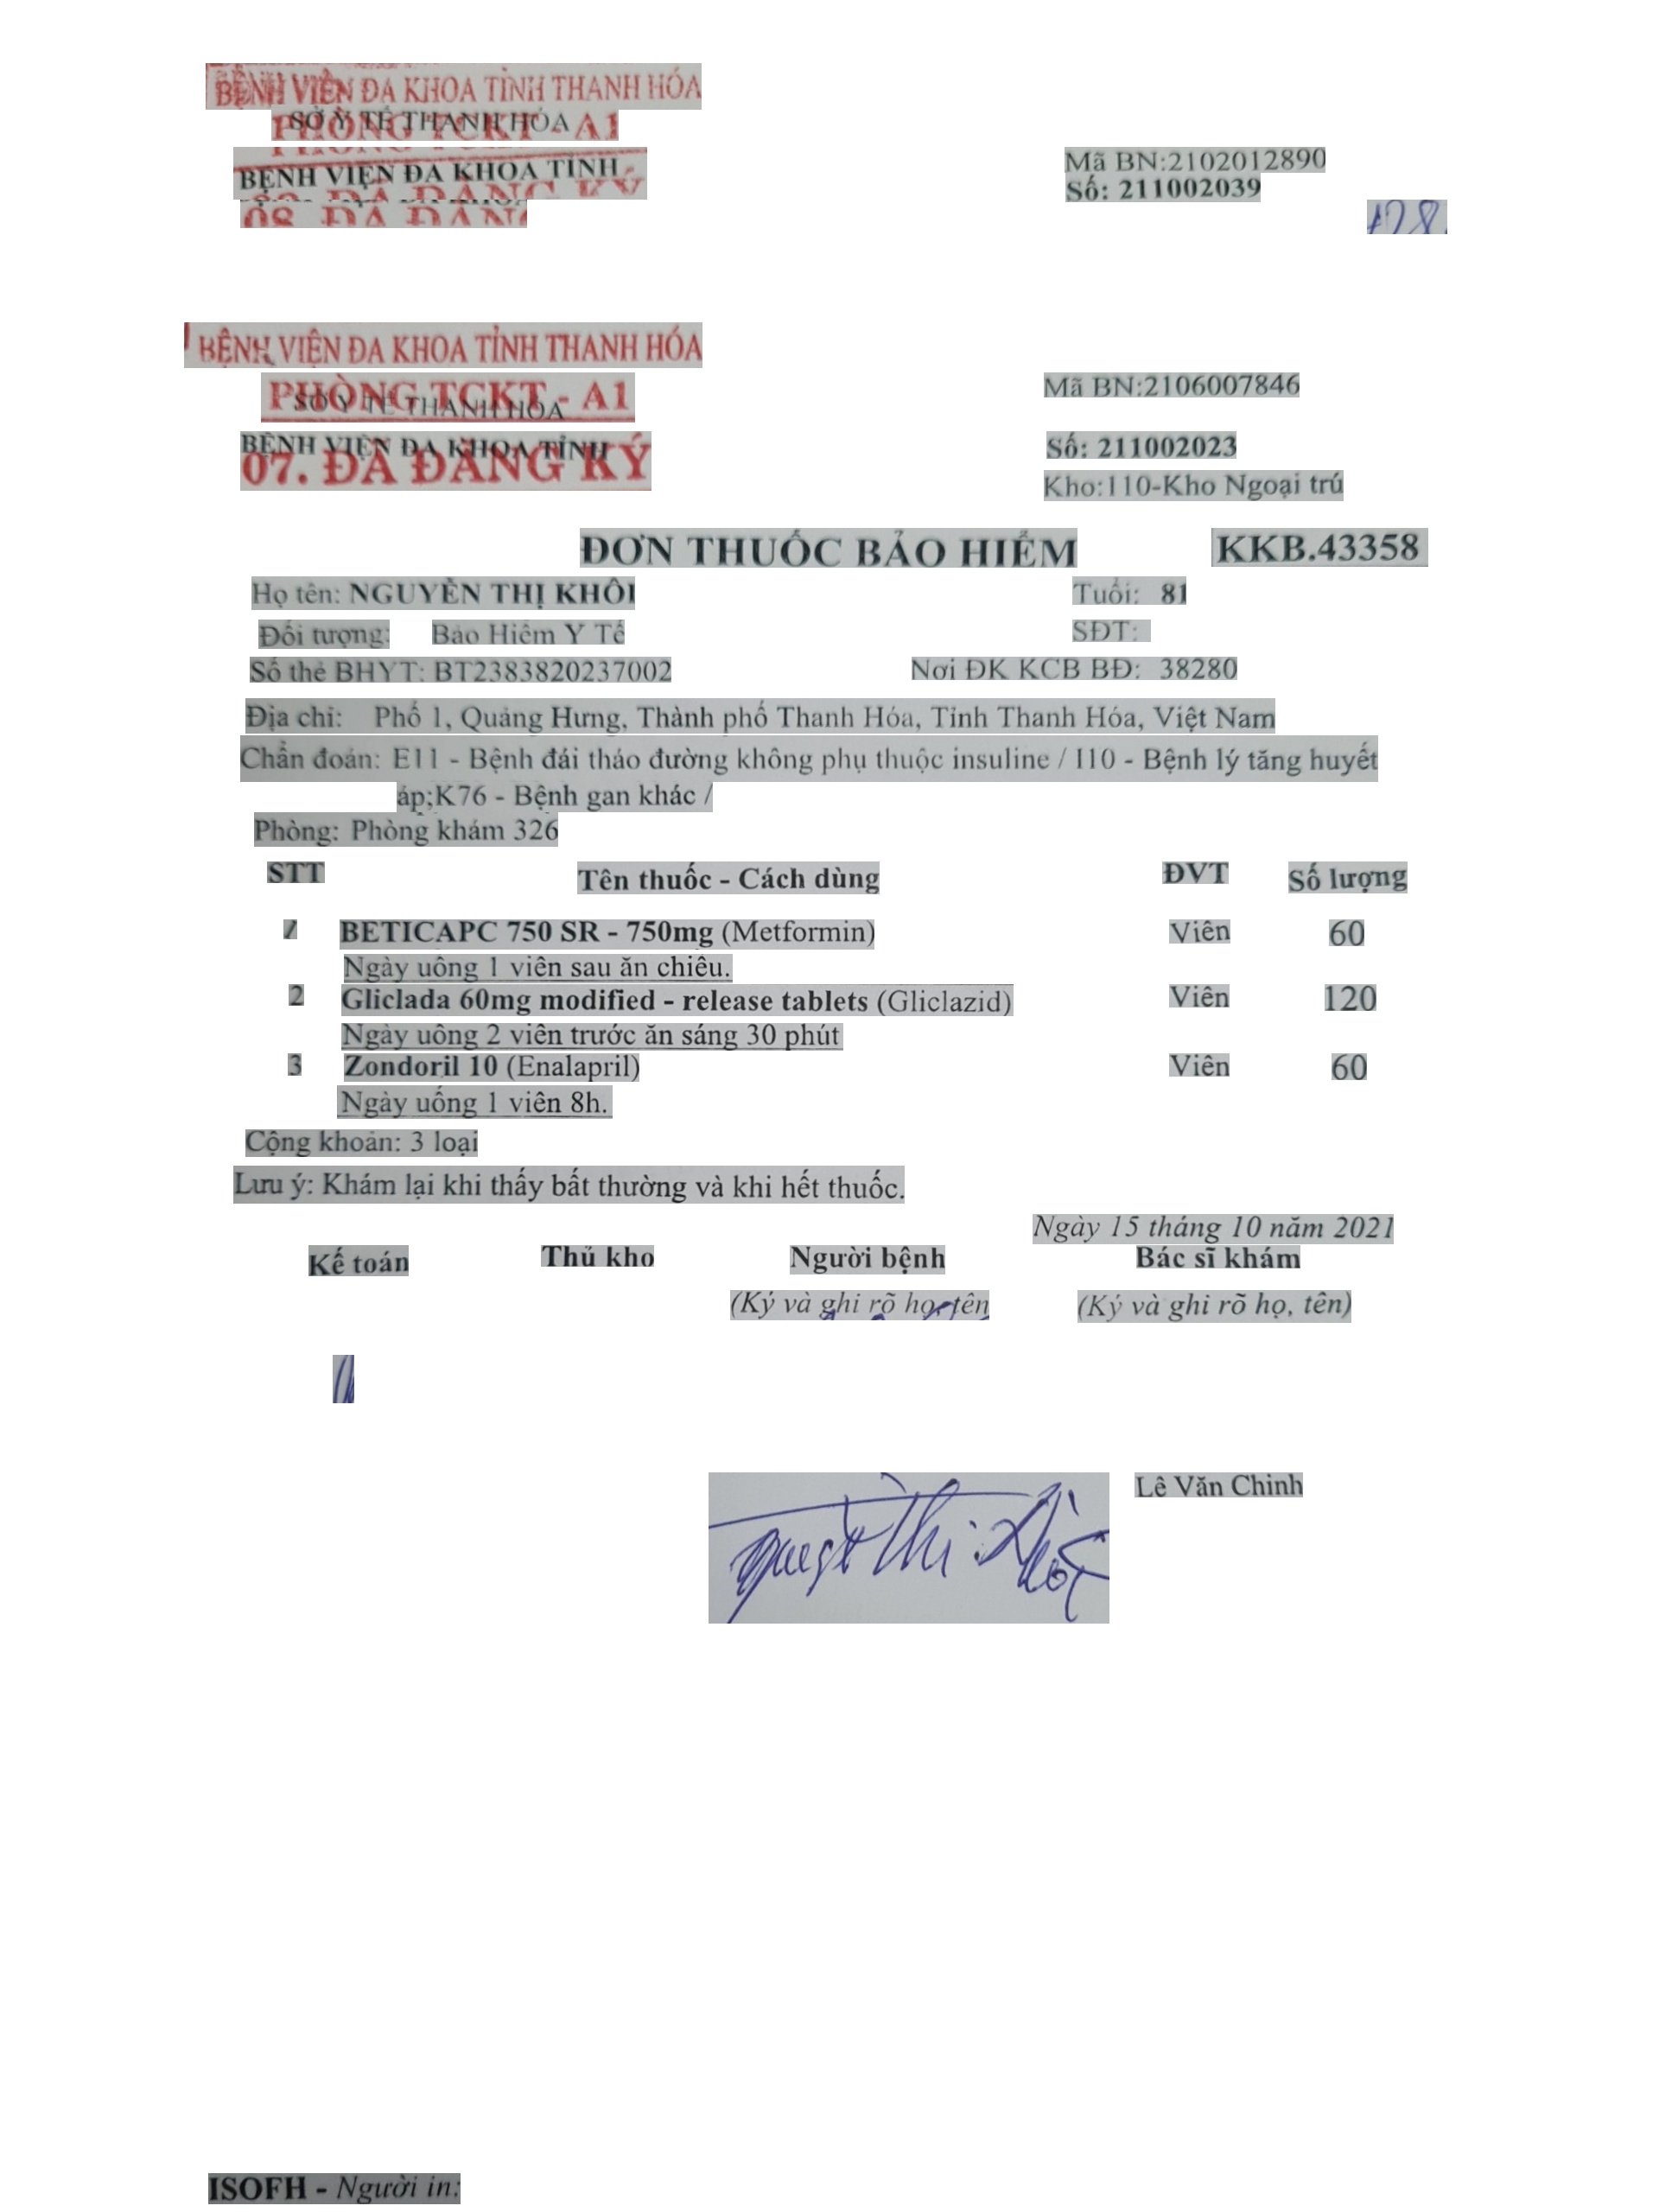 BỆNH VIỆN ĐA KHOA TỈNH THANH HÓA
SỞ Y TẾ THANH HÓA
PHÒNG TCKT - A1
BỆNH VIỆN ĐA KHOA TỈNH
08. ĐÃ ĐĂNG KÝ
Mã BN:2102012890
Số: 211002039
128
BỆNH VIỆN ĐA KHOA TỈNH THANH HÓA
PHÒNG TCKT - A1
SỞ Y TẾ THANH HÓA
Mã BN:2106007846
BỆNH VIỆN ĐA KHOA TỈNH
07. ĐÃ ĐĂNG KÝ
Số: 211002023
Kho:110-Kho Ngoại trú
ĐƠN THUỐC BẢO HIỂM KKB.43358
Họ tên: NGUYỄN THỊ KHÔI Tuổi: 81
Đối tượng: Bảo Hiểm Y Tế SĐT:
Số thẻ BHYT: BT2383820237002 Nơi ĐK KCB BĐ: 38280
Địa chỉ: Phố 1, Quảng Hưng, Thành phố Thanh Hóa, Tỉnh Thanh Hóa, Việt Nam
Chẩn đoán: E11 - Bệnh đái tháo đường không phụ thuộc insuline / I10 - Bệnh lý tăng huyết
áp;K76 - Bệnh gan khác /
Phòng: Phòng khám 326
STT Tên thuốc - Cách dùng ĐVT Số lượng
1 BETICAPC 750 SR - 750mg (Metformin) Viên 60
Ngày uống 1 viên sau ăn chiều.
2 Gliclada 60mg modified - release tablets (Gliclazid) Viên 120
Ngày uống 2 viên trước ăn sáng 30 phút
3 Zondoril 10 (Enalapril) Viên 60
Ngày uống 1 viên 8h.
Cộng khoản: 3 loại
Lưu ý: Khám lại khi thấy bất thường và khi hết thuốc.
Ngày 15 tháng 10 năm 2021
Kế toán Thủ kho Người bệnh Bác sĩ khám
(Ký và ghi rõ họ, tên (Ký và ghi rõ họ, tên)
Lê Văn Chinh
ISOFH - Người in: